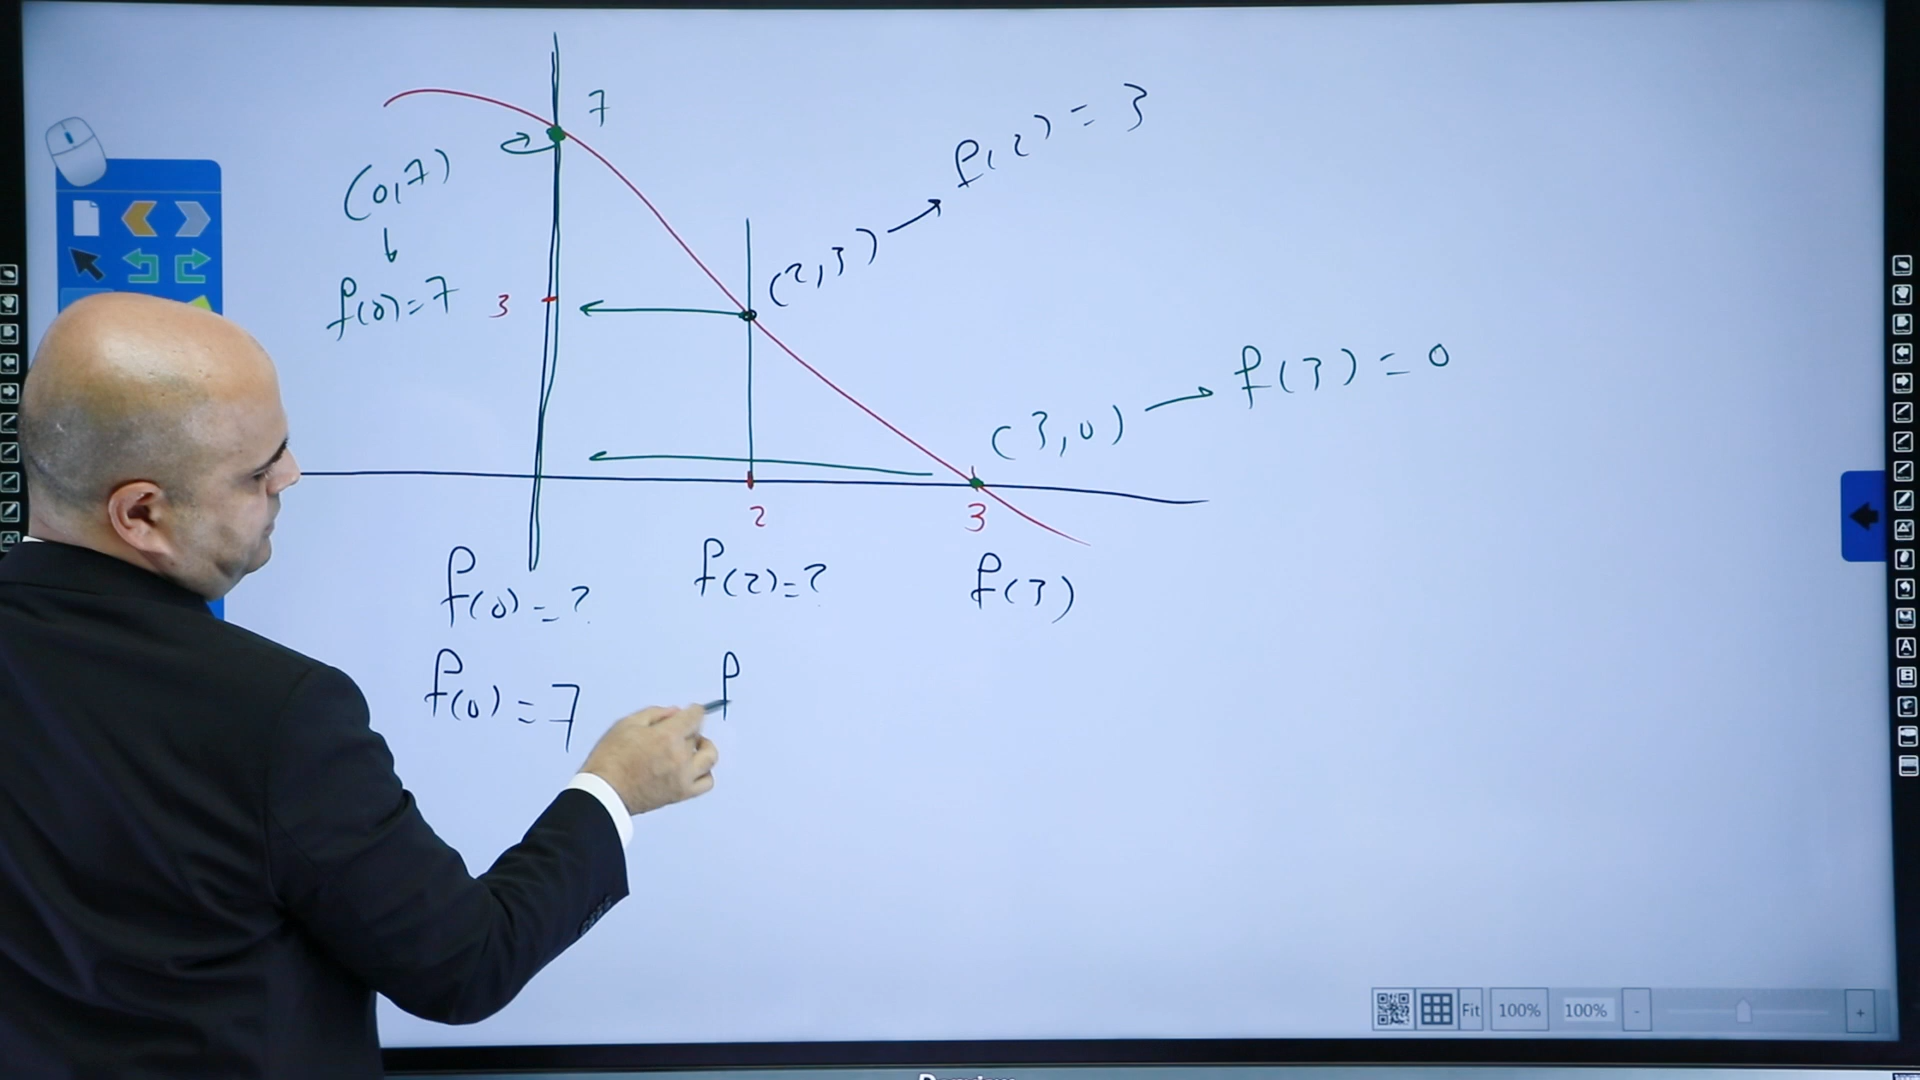 7
f(2) = 3
(0,7)
(2,3)
f(0)=7
3
f(3) = 0
(3,0)
2
3
f(0)=?
f(2)=?
f(3)
f(0)=7
f
Fit
100%
100%
-
+
A